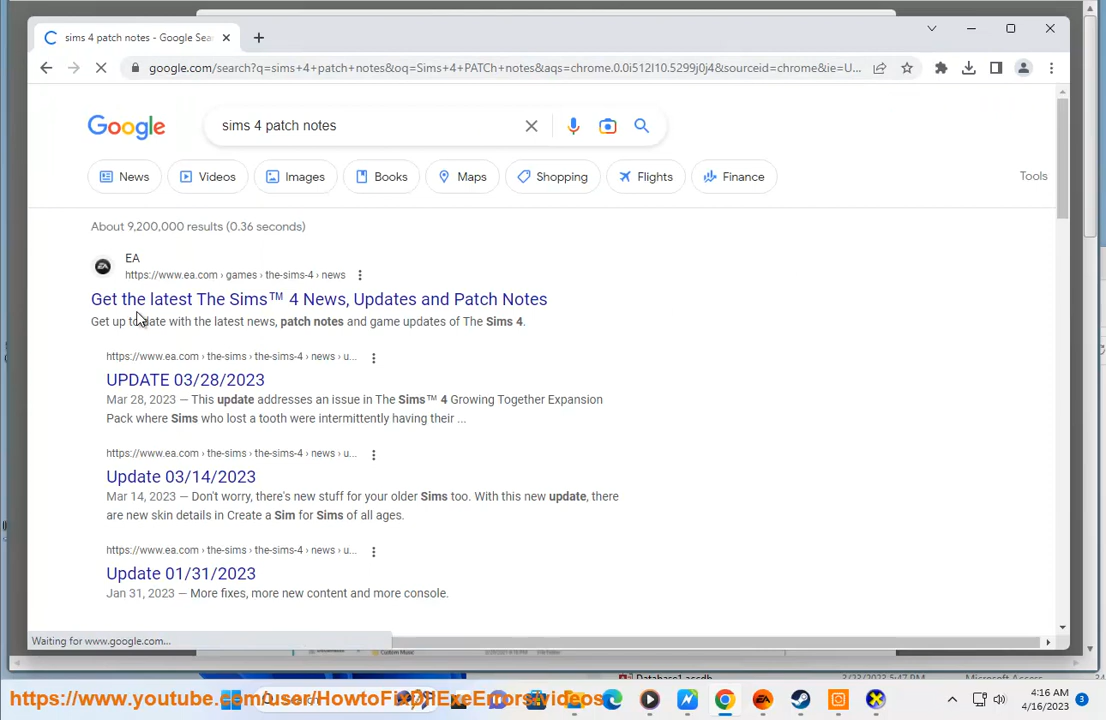 sims 4 patch notes - Google Sea
google.com/search?q=sims+4+patch+notes&oq=Sims+4+PATCh+notes&aqs=chrome.0.0i512l10.5299j0j4&sourceid=chrome&ie=U...
Google
sims 4 patch notes
News Videos Images Books Maps Shopping Flights Finance
Tools
About 9,200,000 results (0.36 seconds)
EA
https://www.ea.com › games › the-sims-4 › news
Get the latest The Sims™ 4 News, Updates and Patch Notes
Get up to date with the latest news, patch notes and game updates of The Sims 4.
https://www.ea.com › the-sims › the-sims-4 › news › u...
UPDATE 03/28/2023
Mar 28, 2023 — This update addresses an issue in The Sims™ 4 Growing Together Expansion
Pack where Sims who lost a tooth were intermittently having their ...
https://www.ea.com › the-sims › the-sims-4 › news › u...
Update 03/14/2023
Mar 14, 2023 — Don't worry, there's new stuff for your older Sims too. With this new update, there
are new skin details in Create a Sim for Sims of all ages.
https://www.ea.com › the-sims › the-sims-4 › news › u...
Update 01/31/2023
Jan 31, 2023 — More fixes, more new content and more console.
Waiting for www.google.com...
https://www.youtube.com/user/HowtoFixDllExeErrors/videos
4:16 AM
4/16/2023
3